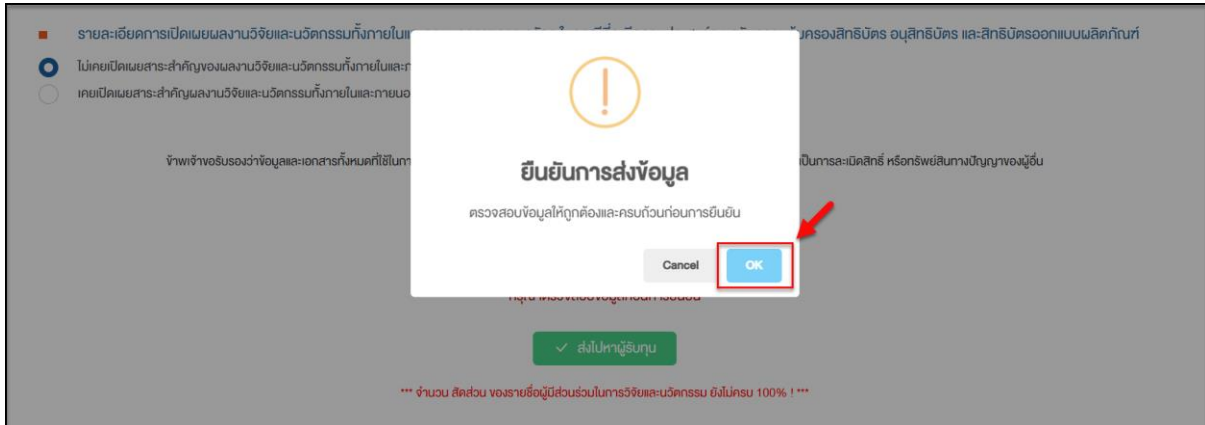 รายละเอียดการเปิดเผยผลงานวิจัยและนวัตกรรมทั้งภายใน ครองสิทธิบัตร อนุสิทธิบัตร และสิทธิบัตรออกแบบผลิตภัณฑ์
ไม่เคยเปิดเผยสาระสำคัญของผลงานวิจัยและนวัตกรรมทั้งภายในและ
เคยเปิดเผยสาระสำคัญผลงานวิจัยและนวัตกรรมทั้งภายในและภายนอ
ข้าพเจ้าขอรับรองว่าข้อมูลและเอกสารทั้งหมดที่ใช้ในกา เป็นการละเมิดสิทธิ์ หรือทรัพย์สินทางปัญญาของผู้อื่น
ยืนยันการส่งข้อมูล
ตรวจสอบข้อมูลให้ถูกต้องและครบถ้วนก่อนการยืนยัน
Cancel OK
✓ ส่งไปหาผู้รับทุน
*** จำนวน สัดส่วน ของรายชื่อผู้มีส่วนร่วมในการวิจัยและนวัตกรรม ยังไม่ครบ 100% ! ***